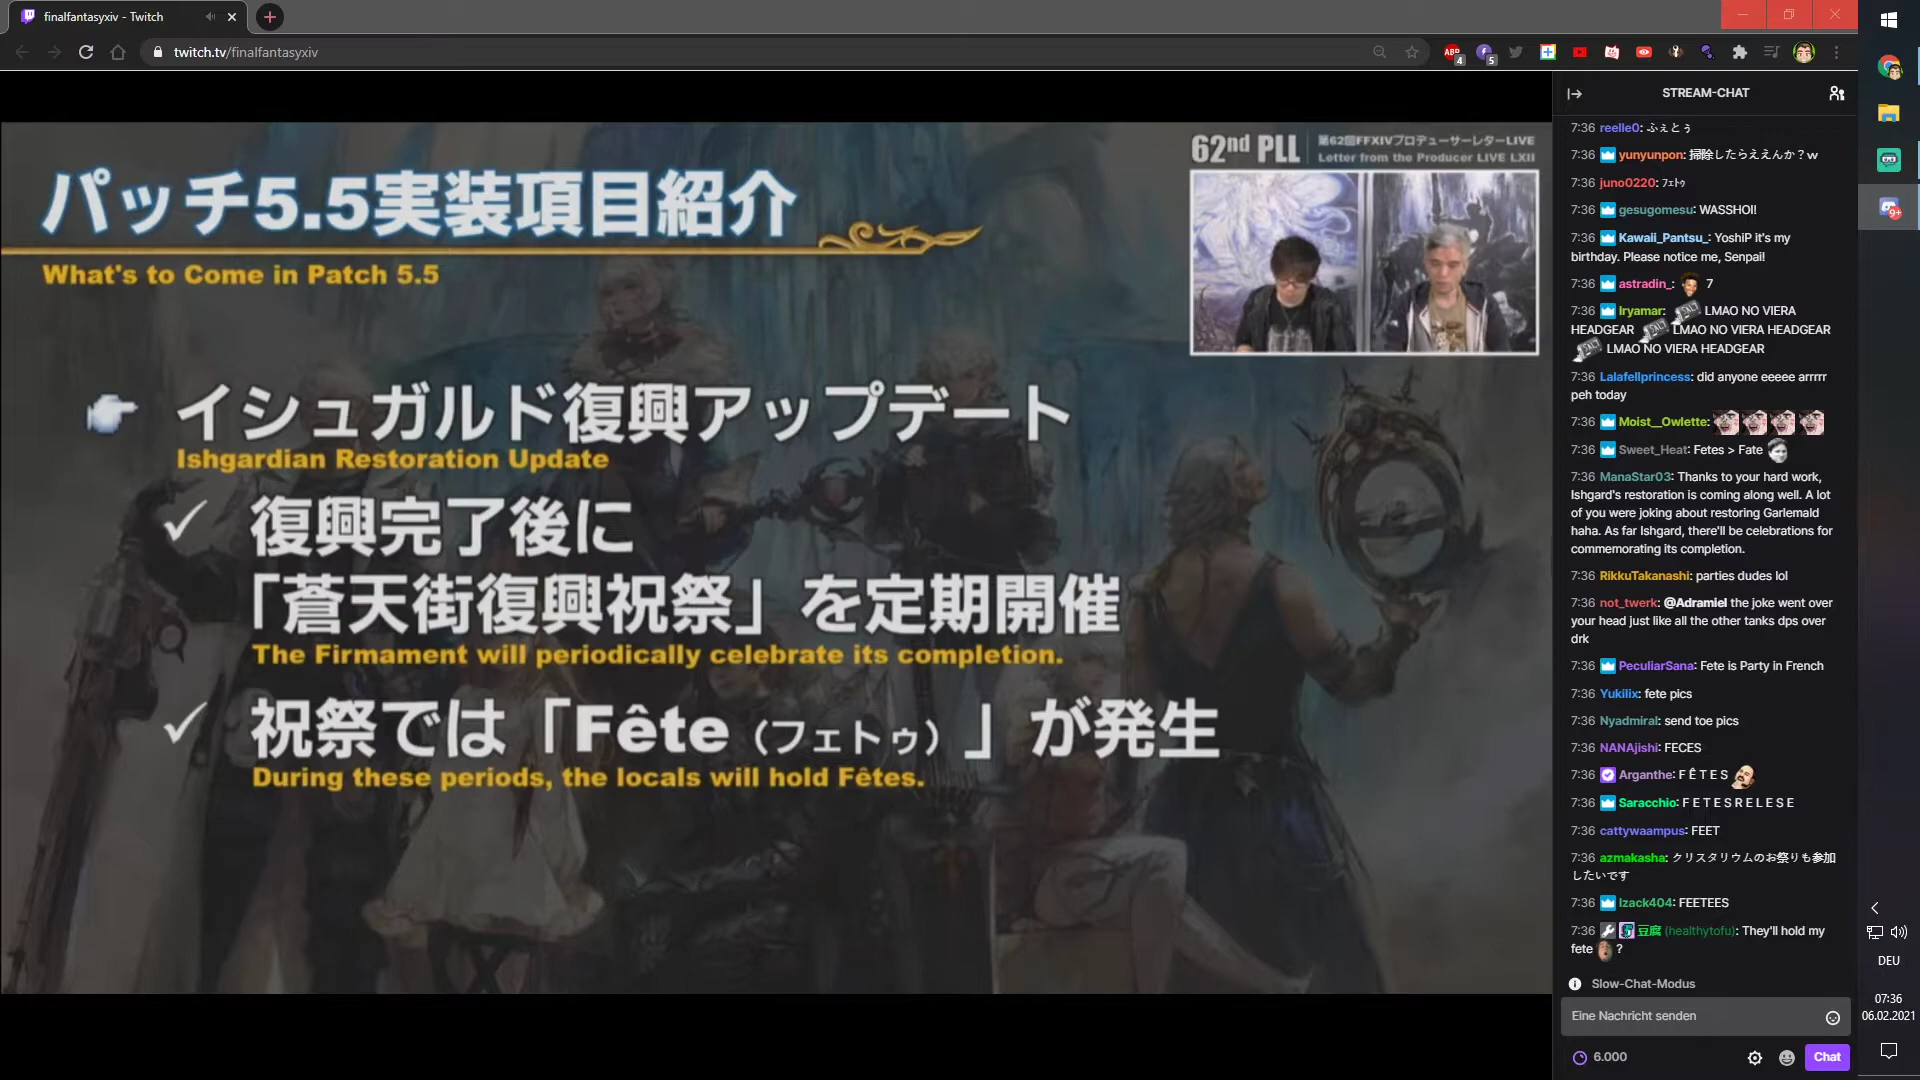 finalfantasyxiv - Twitch
twitch.tv/finalfantasyxiv
4
5
パッチ5.5実装項目紹介
What's to Come in Patch 5.5
62nd PLL
第62回FFXIVプロデューサーレターLIVE
Letter from the Producer LIVE LXII
イシュガルド復興アップデート
Ishgardian Restoration Update
復興完了後に
「蒼天街復興祝祭」を定期開催
The Firmament will periodically celebrate its completion.
祝祭では「Fête（フェトゥ）」が発生
During these periods, the locals will hold Fêtes.
STREAM-CHAT
7:36 reelle0: ふぇとぅ
7:36 yunyunpon: 掃除したらええんか？w
7:36 juno0220: ﾌｪﾄｩ
7:36 gesugomesu: WASSHOI!
7:36 Kawaii_Pantsu_: YoshiP it's my
birthday. Please notice me, Senpai!
7:36 astradin_: 7
7:36 Iryamar: LMAO NO VIERA
HEADGEAR LMAO NO VIERA HEADGEAR
LMAO NO VIERA HEADGEAR
7:36 Lalafellprincess: did anyone eeeee arrrrr
peh today
7:36 Moist__Owlette:
7:36 Sweet_Heat: Fetes > Fate
7:36 ManaStar03: Thanks to your hard work,
Ishgard's restoration is coming along well. A lot
of you were joking about restoring Garlemald
haha. As far Ishgard, there'll be celebrations for
commemorating its completion.
7:36 RikkuTakanashi: parties dudes lol
7:36 not_twerk: @Adramiel the joke went over
your head just like all the other tanks dps over
drk
7:36 PeculiarSana: Fete is Party in French
7:36 Yukilix: fete pics
7:36 Nyadmiral: send toe pics
7:36 NANAjishi: FECES
7:36 Arganthe: F Ê T E S
7:36 Saracchio: F E T E S R E L E S E
7:36 cattywaampus: FEET
7:36 azmakasha: クリスタリウムのお祭りも参加
したいです
7:36 Izack404: FEETEES
7:36 豆腐 (healthytofu): They'll hold my
fete ?
Slow-Chat-Modus
Eine Nachricht senden
6.000
Chat
9+
DEU
07:36
06.02.2021